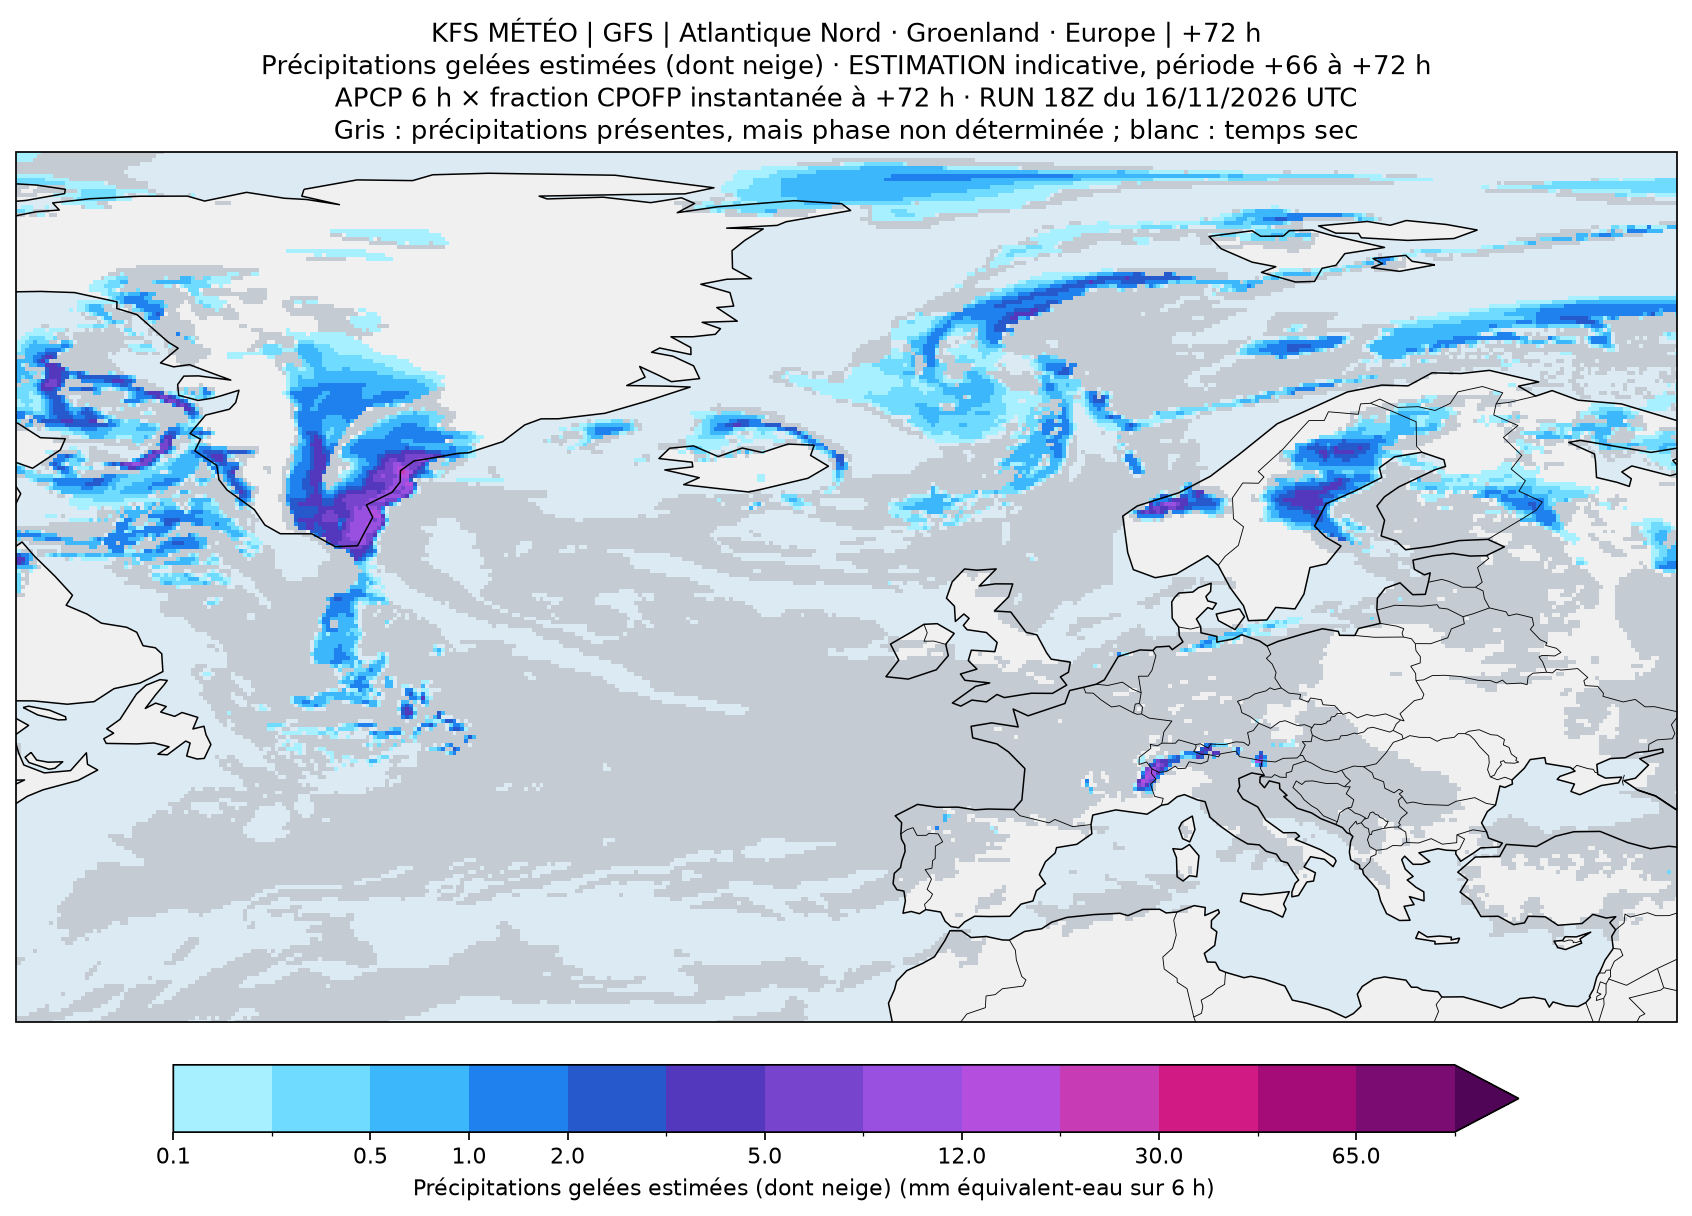 KFS MÉTÉO | GFS | Atlantique Nord · Groenland · Europe | +72 h
Précipitations gelées estimées (dont neige) · ESTIMATION indicative, période +66 à +72 h
APCP 6 h × fraction CPOFP instantanée à +72 h · RUN 18Z du 16/11/2026 UTC
Gris : précipitations présentes, mais phase non déterminée ; blanc : temps sec
0.1 0.5 1.0 2.0 5.0 12.0 30.0 65.0
Précipitations gelées estimées (dont neige) (mm équivalent-eau sur 6 h)